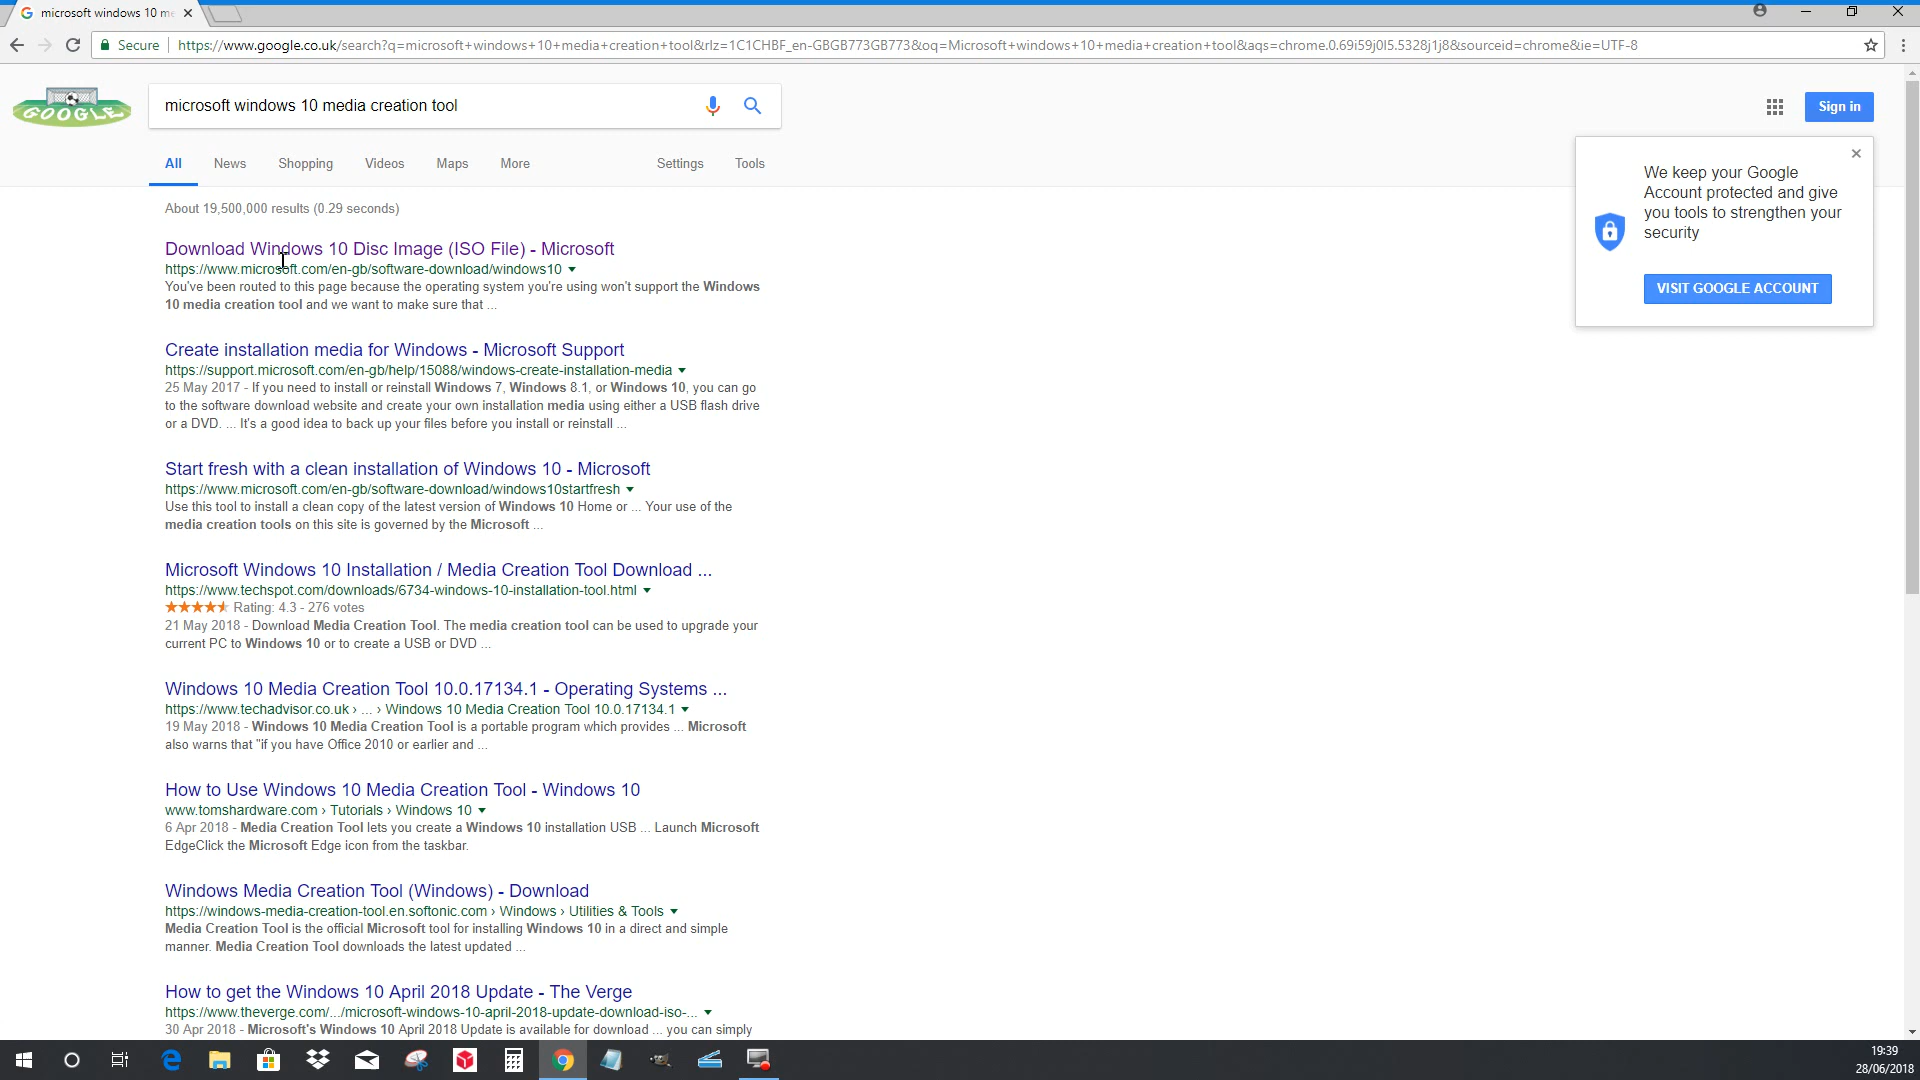 microsoft windows 10 me
Secure https://www.google.co.uk/search?q=microsoft+windows+10+media+creation+tool&rlz=1C1CHBF_en-GBGB773GB773&oq=Microsoft+windows+10+media+creation+tool&aqs=chrome.0.69i59j0l5.5328j1j8&sourceid=chrome&ie=UTF-8
GOOGLE
microsoft windows 10 media creation tool
Sign in
All News Shopping Videos Maps More Settings Tools
We keep your Google
Account protected and give
you tools to strengthen your
security
VISIT GOOGLE ACCOUNT
About 19,500,000 results (0.29 seconds)
Download Windows 10 Disc Image (ISO File) - Microsoft
https://www.microsoft.com/en-gb/software-download/windows10
You've been routed to this page because the operating system you're using won't support the Windows
10 media creation tool and we want to make sure that ...
Create installation media for Windows - Microsoft Support
https://support.microsoft.com/en-gb/help/15088/windows-create-installation-media
25 May 2017 - If you need to install or reinstall Windows 7, Windows 8.1, or Windows 10, you can go
to the software download website and create your own installation media using either a USB flash drive
or a DVD. ... It's a good idea to back up your files before you install or reinstall ...
Start fresh with a clean installation of Windows 10 - Microsoft
https://www.microsoft.com/en-gb/software-download/windows10startfresh
Use this tool to install a clean copy of the latest version of Windows 10 Home or ... Your use of the
media creation tools on this site is governed by the Microsoft ...
Microsoft Windows 10 Installation / Media Creation Tool Download ...
https://www.techspot.com/downloads/6734-windows-10-installation-tool.html
Rating: 4.3 - 276 votes
21 May 2018 - Download Media Creation Tool. The media creation tool can be used to upgrade your
current PC to Windows 10 or to create a USB or DVD ...
Windows 10 Media Creation Tool 10.0.17134.1 - Operating Systems ...
https://www.techadvisor.co.uk › ... › Windows 10 Media Creation Tool 10.0.17134.1
19 May 2018 - Windows 10 Media Creation Tool is a portable program which provides ... Microsoft
also warns that "if you have Office 2010 or earlier and ...
How to Use Windows 10 Media Creation Tool - Windows 10
www.tomshardware.com › Tutorials › Windows 10
6 Apr 2018 - Media Creation Tool lets you create a Windows 10 installation USB ... Launch Microsoft
EdgeClick the Microsoft Edge icon from the taskbar.
Windows Media Creation Tool (Windows) - Download
https://windows-media-creation-tool.en.softonic.com › Windows › Utilities & Tools
Media Creation Tool is the official Microsoft tool for installing Windows 10 in a direct and simple
manner. Media Creation Tool downloads the latest updated ...
How to get the Windows 10 April 2018 Update - The Verge
https://www.theverge.com/.../microsoft-windows-10-april-2018-update-download-iso-...
30 Apr 2018 - Microsoft's Windows 10 April 2018 Update is available for download ... you can simply
19:39
28/06/2018